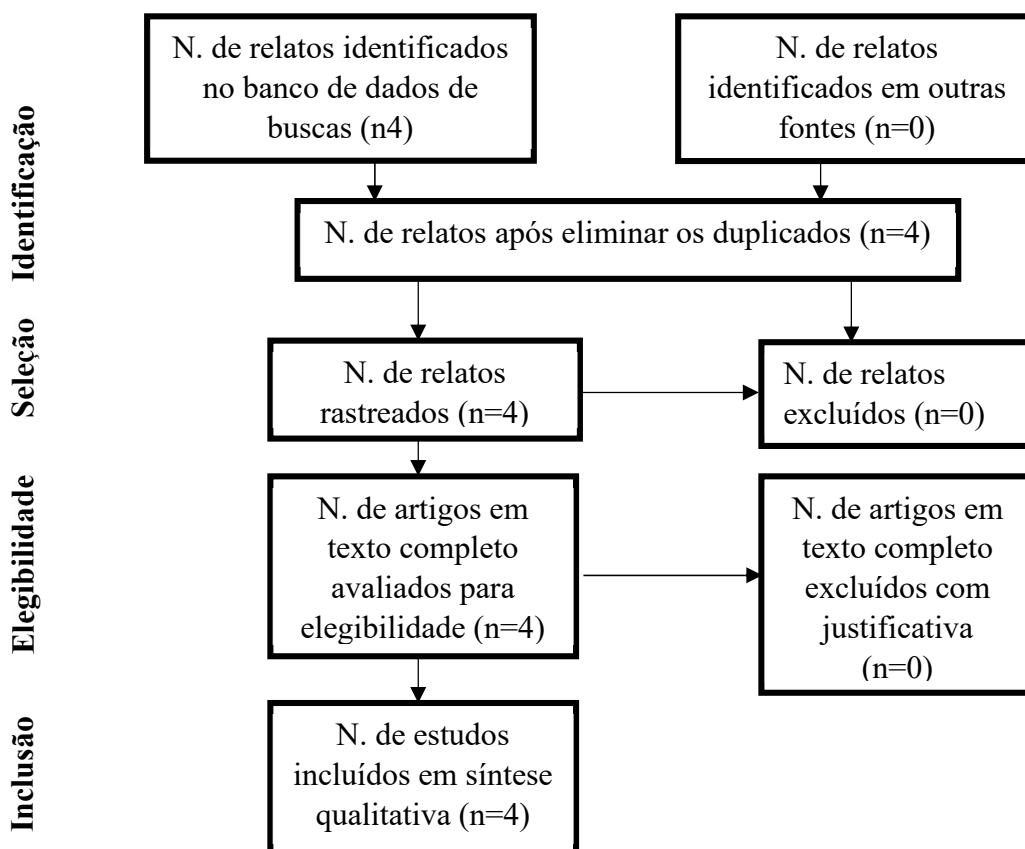 Identificação
N. de relatos identificados
no banco de dados de
buscas (n4)
N. de relatos
identificados em outras
fontes (n=0)
N. de relatos após eliminar os duplicados (n=4)
Seleção
N. de relatos
rastreados (n=4)
N. de relatos
excluídos (n=0)
Elegibilidade
N. de artigos em
texto completo
avaliados para
elegibilidade (n=4)
N. de artigos em
texto completo
excluídos com
justificativa
(n=0)
Inclusão
N. de estudos
incluídos em síntese
qualitativa (n=4)